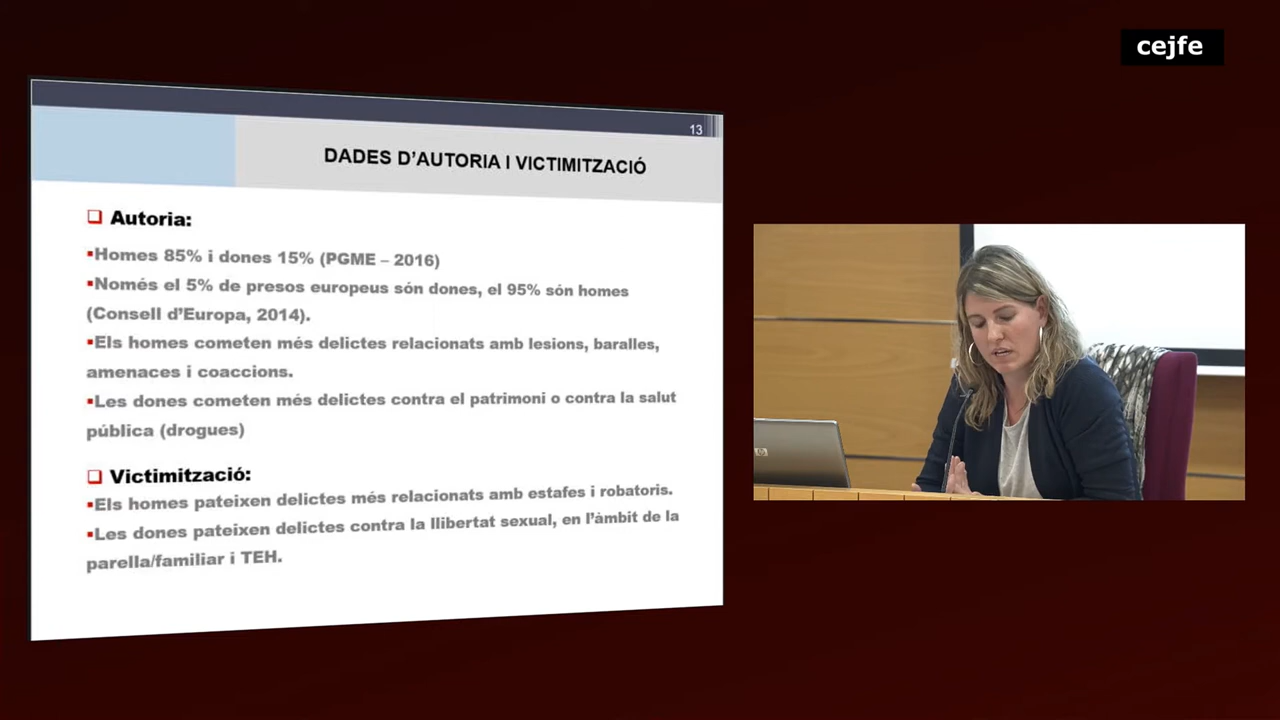 cejfe
13
DADES D'AUTORIA I VICTIMITZACIÓ
Autoria:
Homes 85% i dones 15% (PGME – 2016)
Només el 5% de presos europeus són dones, el 95% són homes
(Consell d'Europa, 2014).
Els homes cometen més delictes relacionats amb lesions, baralles,
amenaces i coaccions.
Les dones cometen més delictes contra el patrimoni o contra la salut
pública (drogues)
Victimització:
Els homes pateixen delictes més relacionats amb estafes i robatoris.
Les dones pateixen delictes contra la llibertat sexual, en l'àmbit de la
parella/familiar i TEH.